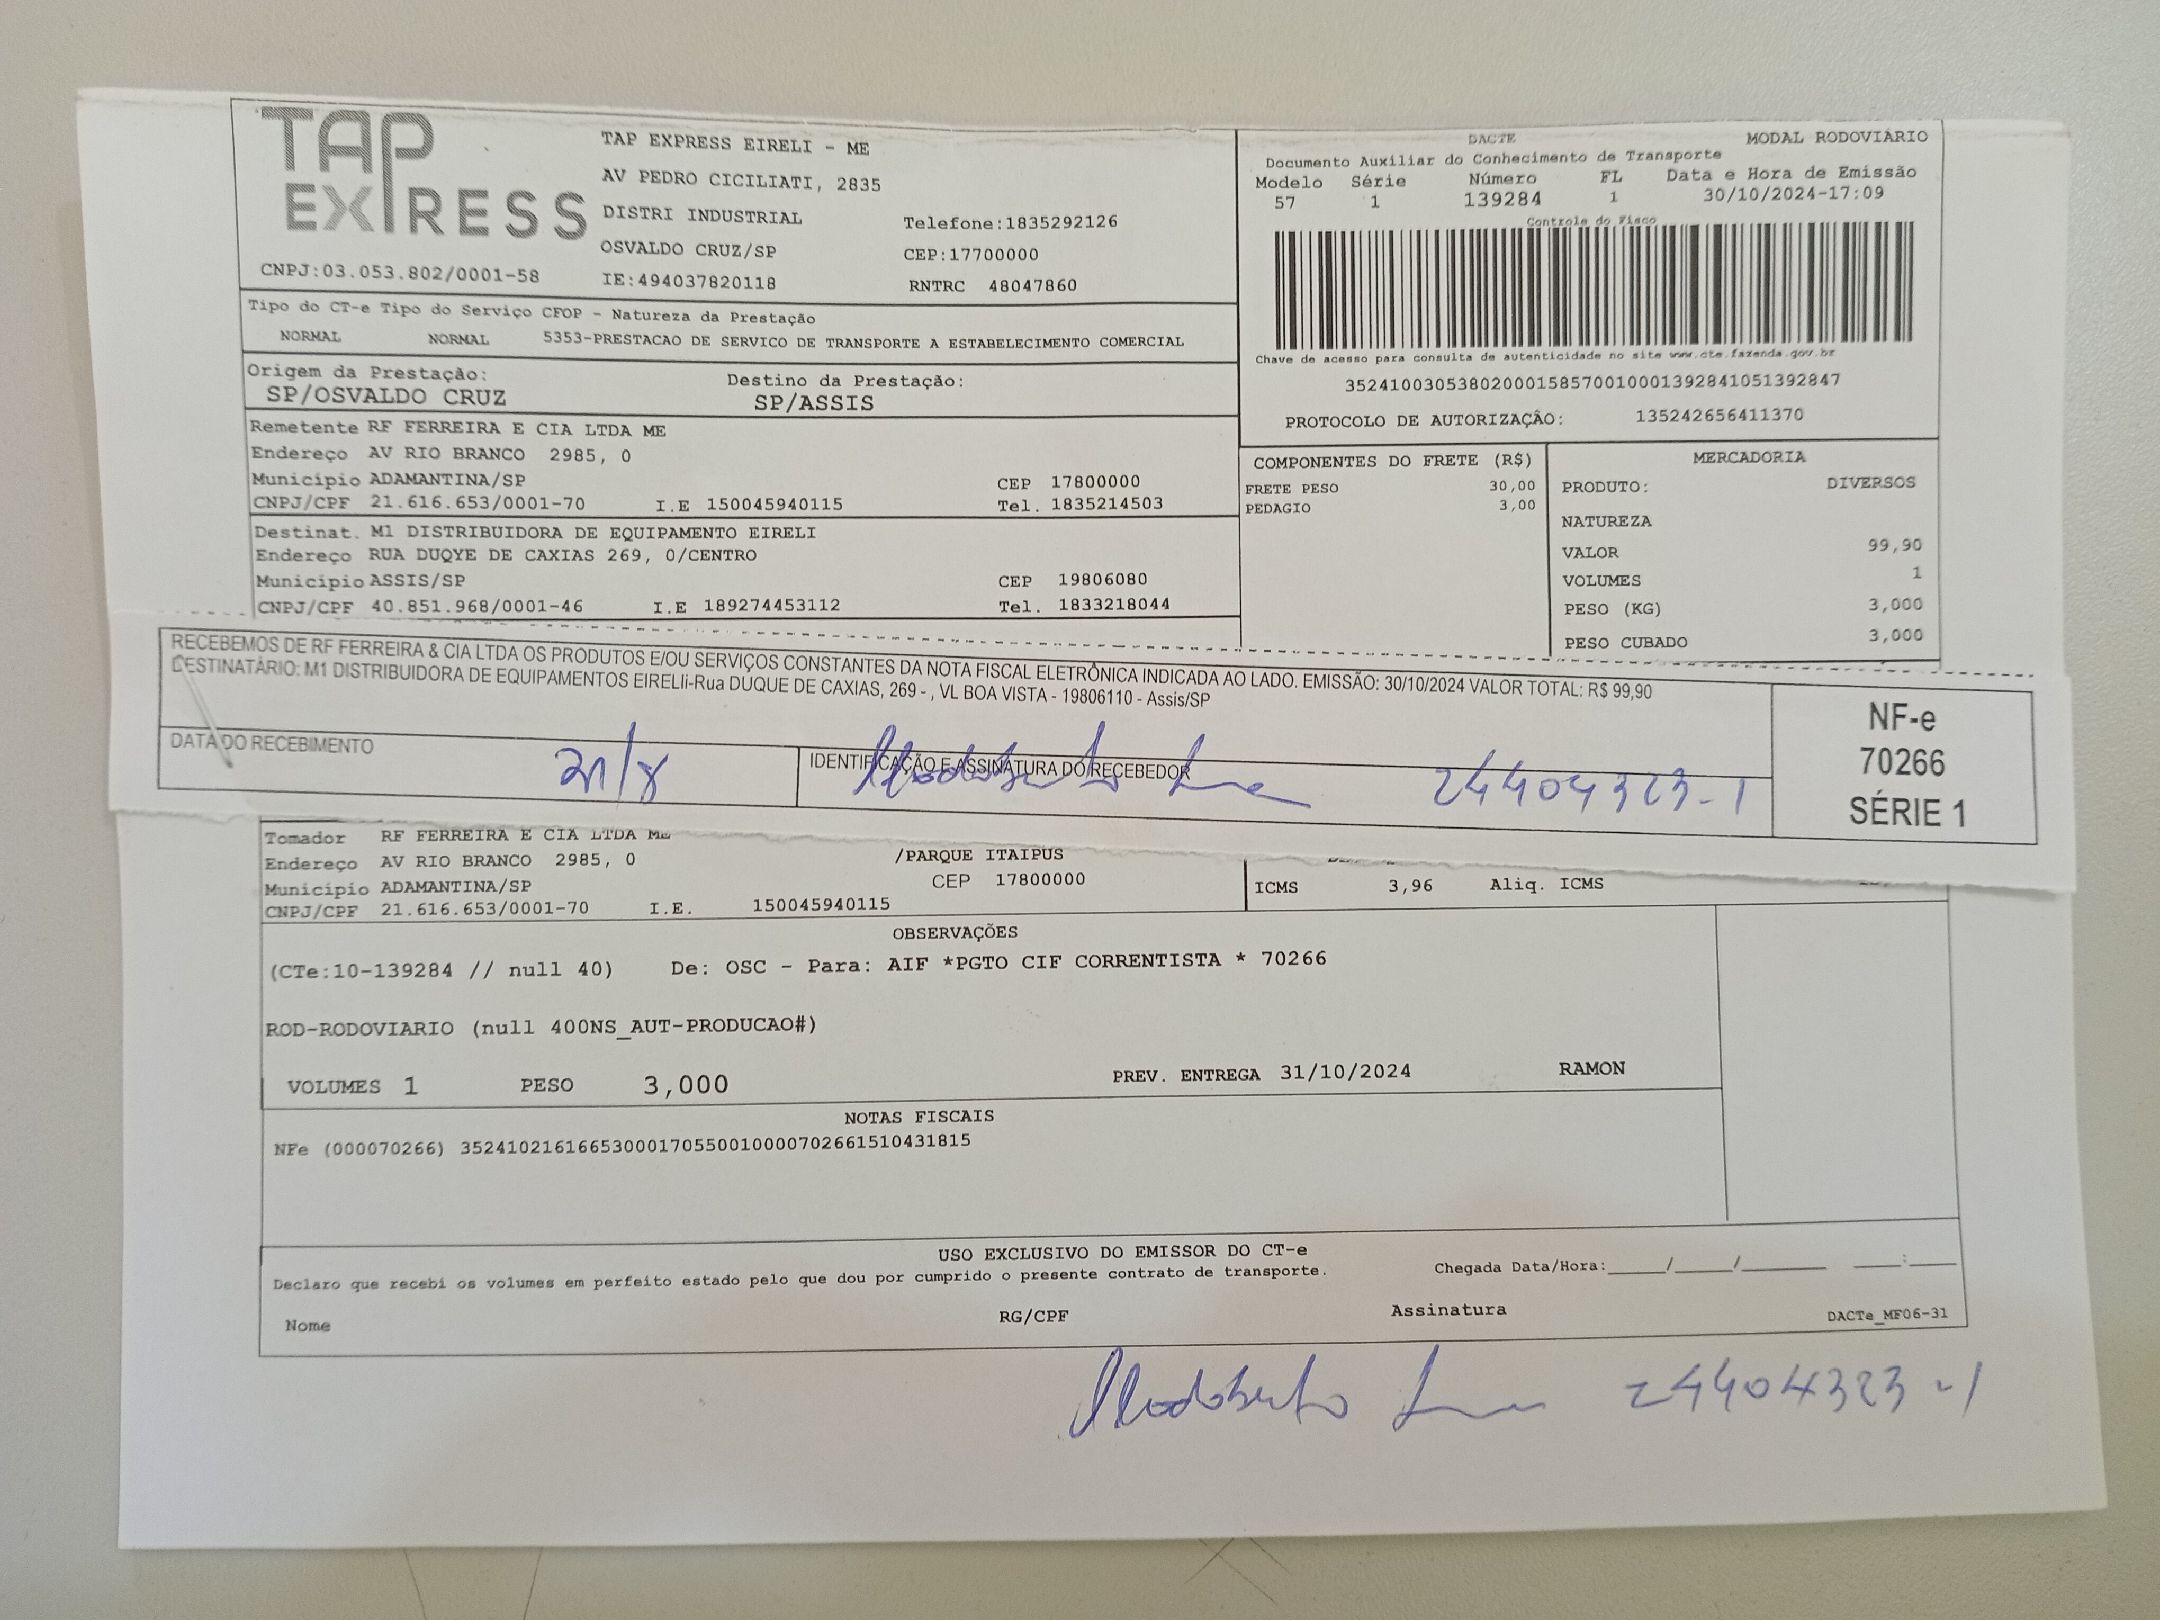 TAP
EXPRESS
CNPJ:03.053.802/0001-58
TAP EXPRESS EIRELI - ME
AV PEDRO CICILIATI, 2835
DISTRI INDUSTRIAL
Telefone:1835292126
OSVALDO CRUZ/SP
CEP:17700000
IE:494037820118
RNTRC 48047860
DACTE MODAL RODOVIÁRIO
Documento Auxiliar do Conhecimento de Transporte
Modelo Série Número FL Data e Hora de Emissão
57 1 139284 1 30/10/2024-17:09
Controle do Fisco
Chave de acesso para consulta de autenticidade no site www.cte.fazenda.gov.br
35241003053802000158570010001392841051392847
PROTOCOLO DE AUTORIZAÇÃO: 135242656411370
Tipo do CT-e Tipo do Serviço CFOP - Natureza da Prestação
NORMAL NORMAL 5353-PRESTACAO DE SERVICO DE TRANSPORTE A ESTABELECIMENTO COMERCIAL
Origem da Prestação: Destino da Prestação:
SP/OSVALDO CRUZ SP/ASSIS
Remetente RF FERREIRA E CIA LTDA ME
Endereço AV RIO BRANCO 2985, 0
Município ADAMANTINA/SP CEP 17800000
CNPJ/CPF 21.616.653/0001-70 I.E 150045940115 Tel. 1835214503
Destinat. M1 DISTRIBUIDORA DE EQUIPAMENTO EIRELI
Endereço RUA DUQYE DE CAXIAS 269, 0/CENTRO
Município ASSIS/SP CEP 19806080
CNPJ/CPF 40.851.968/0001-46 I.E 189274453112 Tel. 1833218044
COMPONENTES DO FRETE (R$)
FRETE PESO 30,00
PEDAGIO 3,00
MERCADORIA
PRODUTO: DIVERSOS
NATUREZA
VALOR 99,90
VOLUMES 1
PESO (KG) 3,000
PESO CUBADO 3,000
RECEBEMOS DE RF FERREIRA & CIA LTDA OS PRODUTOS E/OU SERVIÇOS CONSTANTES DA NOTA FISCAL ELETRÔNICA INDICADA AO LADO. EMISSÃO: 30/10/2024 VALOR TOTAL: R$ 99,90
DESTINATÁRIO: M1 DISTRIBUIDORA DE EQUIPAMENTOS EIRELIi-Rua DUQUE DE CAXIAS, 269 - , VL BOA VISTA - 19806110 - Assis/SP
DATA DO RECEBIMENTO
31/8
IDENTIFICAÇÃO E ASSINATURA DO RECEBEDOR
24404323-1
NF-e
70266
SÉRIE 1
Tomador RF FERREIRA E CIA LTDA ME
Endereço AV RIO BRANCO 2985, 0 /PARQUE ITAIPUS
Município ADAMANTINA/SP CEP 17800000
CNPJ/CPF 21.616.653/0001-70 I.E. 150045940115
ICMS 3,96 Aliq. ICMS
OBSERVAÇÕES
(CTe:10-139284 // null 40) De: OSC - Para: AIF *PGTO CIF CORRENTISTA * 70266
ROD-RODOVIARIO (null 400NS_AUT-PRODUCAO#)
VOLUMES 1 PESO 3,000 PREV. ENTREGA 31/10/2024 RAMON
NOTAS FISCAIS
NFe (000070266) 35241021616653000170550010000702661510431815
USO EXCLUSIVO DO EMISSOR DO CT-e
Declaro que recebi os volumes em perfeito estado pelo que dou por cumprido o presente contrato de transporte.
Chegada Data/Hora:_____/_____/_______ ____:____
Nome RG/CPF Assinatura DACTe_MF06-31
24404323-1